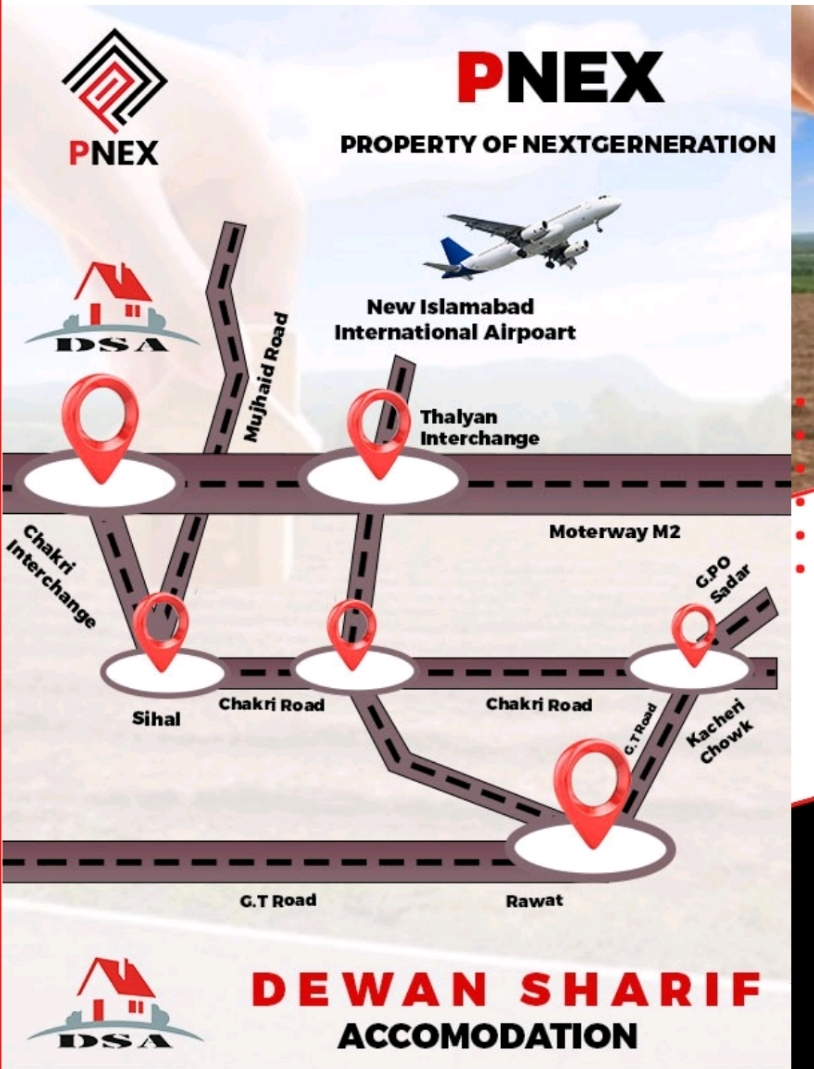 PNEX
PNEX
PROPERTY OF NEXTGERNERATION
DSA
Mujhaid Road
New Islamabad
International Airpoart
Thalyan
Interchange
Moterway M2
Chakri
Interchange
G.PO
Sadar
Sihal
Chakri Road
Chakri Road
G.T Road
Kacheri
Chowk
G.T Road
Rawat
DSA
DEWAN SHARIF
ACCOMODATION